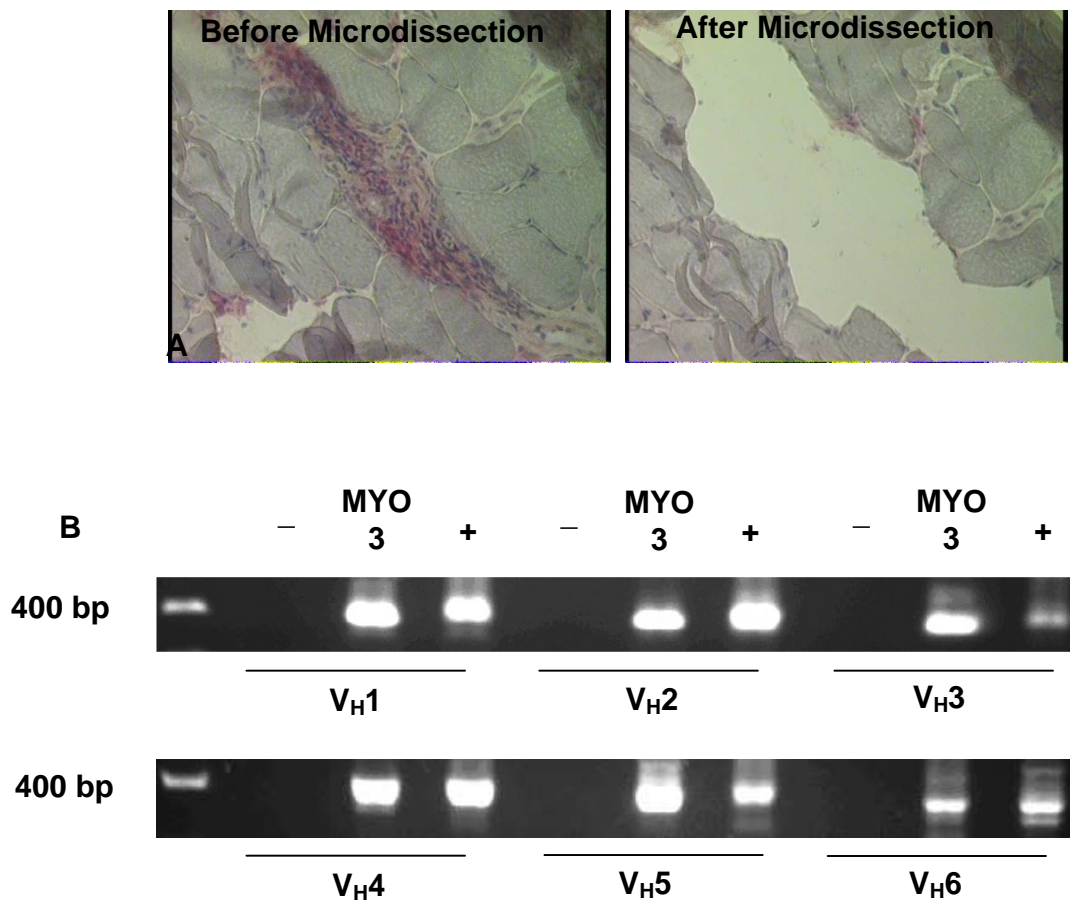 Before Microdissection
After Microdissection
A
B
– MYO 3 +
– MYO 3 +
– MYO 3 +
400 bp
VH1
VH2
VH3
400 bp
VH4
VH5
VH6